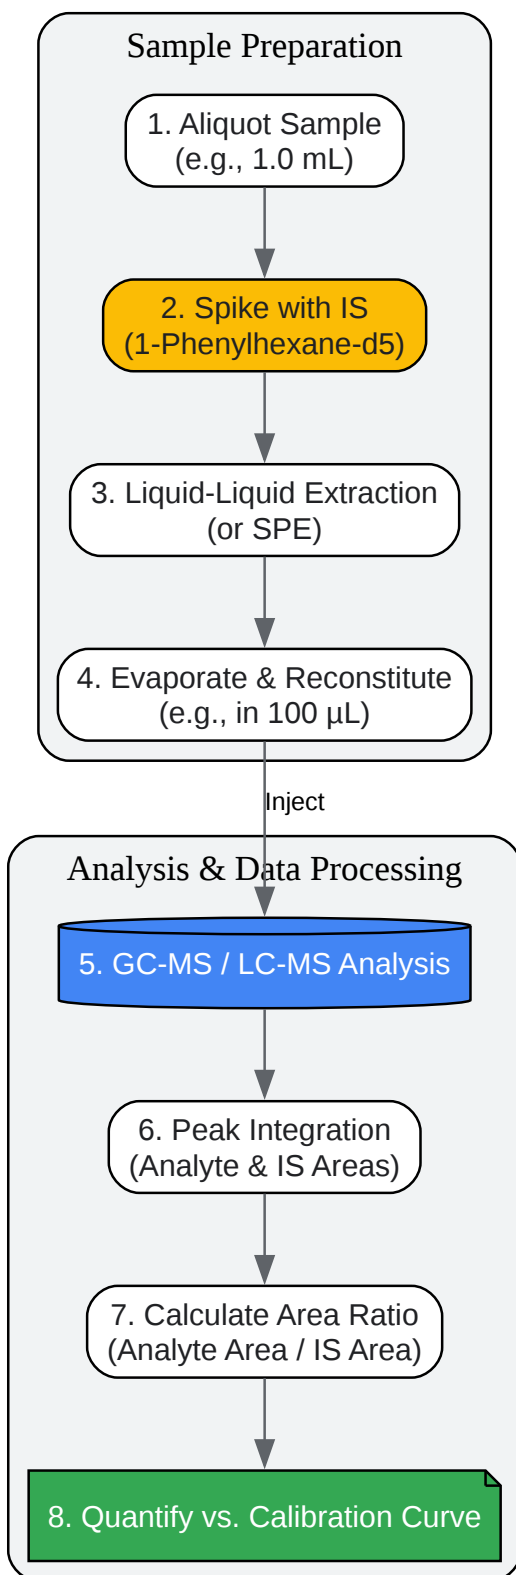 Sample Preparation
1. Aliquot Sample
(e.g., 1.0 mL)
2. Spike with IS
(1-Phenylhexane-d5)
3. Liquid-Liquid Extraction
(or SPE)
4. Evaporate & Reconstitute
(e.g., in 100 µL)
Inject
Analysis & Data Processing
5. GC-MS / LC-MS Analysis
6. Peak Integration
(Analyte & IS Areas)
7. Calculate Area Ratio
(Analyte Area / IS Area)
8. Quantify vs. Calibration Curve